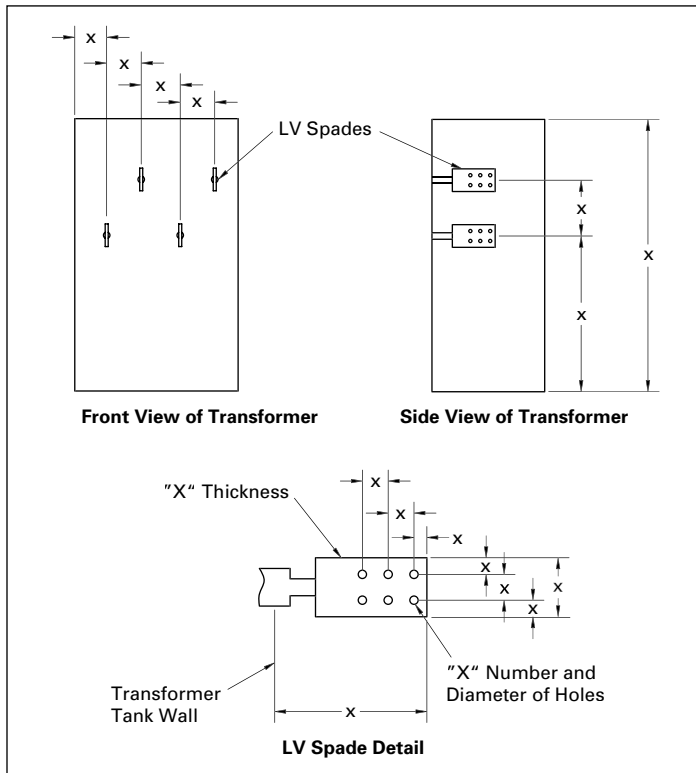 x
x
x
x
LV Spades
x
x
x
Front View of Transformer
Side View of Transformer
"X" Thickness
x
x
x
x
x
x
x
"X" Number and
Diameter of Holes
Transformer
Tank Wall
x
LV Spade Detail